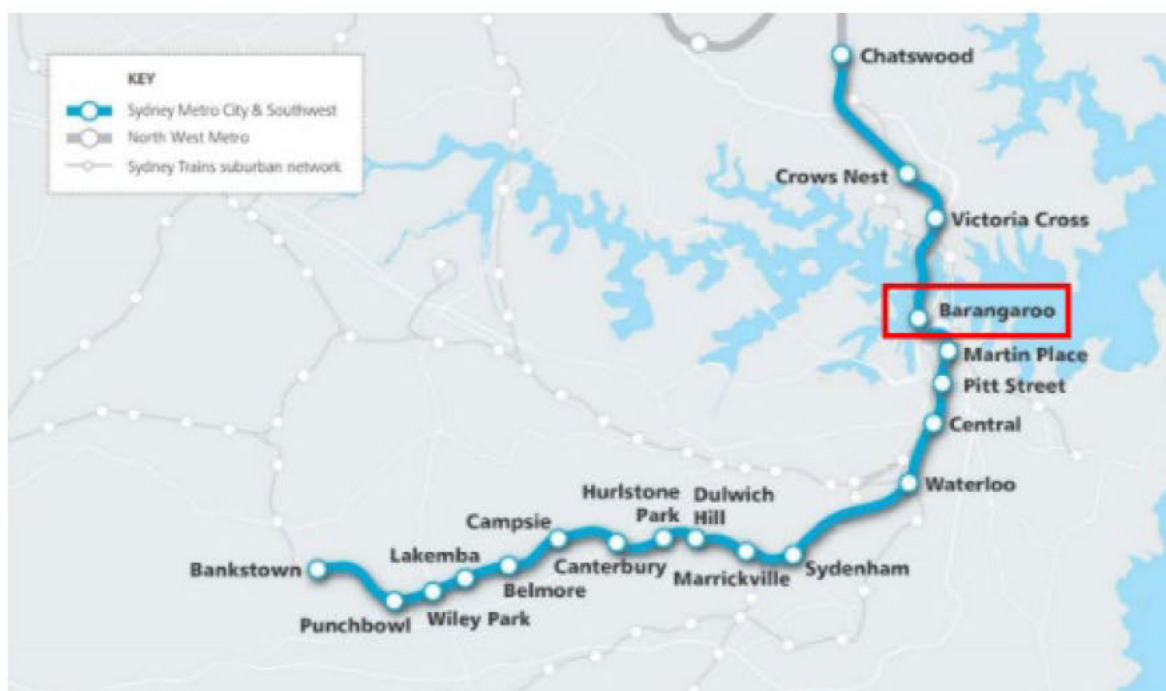 KEY
Sydney Metro City & Southwest
North West Metro
Sydney Trains suburban network
Chatswood
Crows Nest
Victoria Cross
Barangaroo
Martin Place
Pitt Street
Central
Waterloo
Hurlstone
Park
Dulwich
Hill
Campsie
Lakemba
Bankstown
Canterbury
Marrickville
Sydenham
Belmore
Wiley Park
Punchbowl